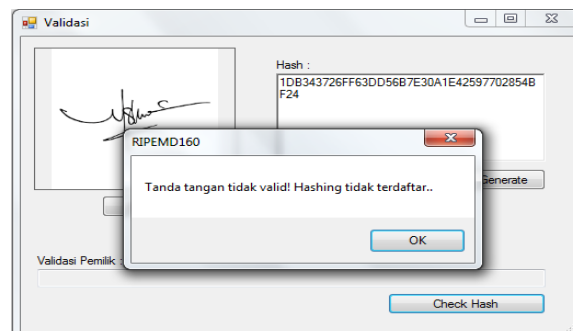 Validasi
Hash :
1DB343726FF63DD56B7E30A1E42597702854B
F24
RIPEMD160
Tanda tangan tidak valid! Hashing tidak terdaftar..
Generate
OK
Validasi Pemilik :
Check Hash